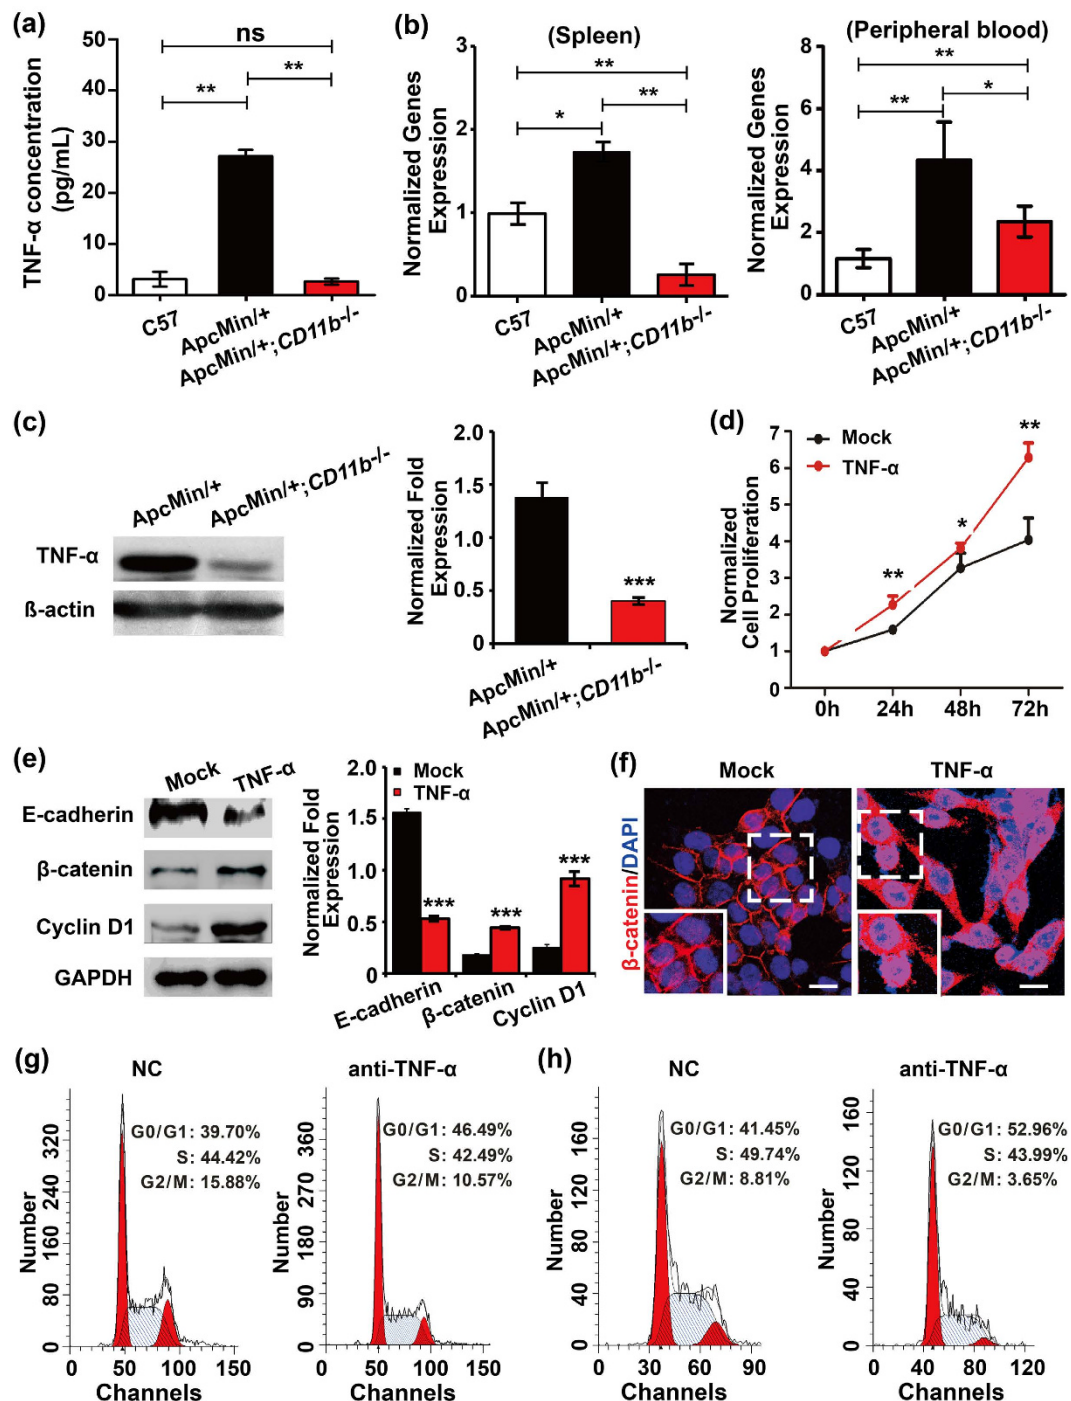 (a)
TNF-α concentration
(pg/mL)
50
40
30
20
10
0
ns
**
**
C57
ApcMin/+
ApcMin/+;CD11b-/-
(b)
(Spleen)
Normalized Genes
Expression
3
2
1
0
**
**
*
C57
ApcMin/+
ApcMin/+;CD11b-/-
(Peripheral blood)
Normalized Genes
Expression
8
6
4
2
0
**
*
**
C57
ApcMin/+
ApcMin/+;CD11b-/-
(c)
ApcMin/+
ApcMin/+;CD11b-/-
TNF-α
ß-actin
Normalized Fold
Expression
2.0
1.5
1.0
0.5
0
***
ApcMin/+
ApcMin/+;CD11b-/-
(d)
Normalized
Cell Proliferation
7
6
5
4
3
2
1
0
Mock
TNF-α
**
*
**
0h 24h 48h 72h
(e)
Mock TNF-α
E-cadherin
β-catenin
Cyclin D1
GAPDH
Normalized Fold
Expression
2.0
1.5
1.0
0.5
0
Mock
TNF-α
***
***
***
E-cadherin
β-catenin
Cyclin D1
(f)
Mock
TNF-α
β-catenin/DAPI
(g)
NC
G0/G1: 39.70%
S: 44.42%
G2/M: 15.88%
Number
320
240
160
80
0
0 50 100 150
Channels
anti-TNF-α
G0/G1: 46.49%
S: 42.49%
G2/M: 10.57%
Number
360
270
180
90
0
0 50 100 150
Channels
(h)
NC
G0/G1: 41.45%
S: 49.74%
G2/M: 8.81%
Number
160
120
80
40
0
0 30 60 90
Channels
anti-TNF-α
G0/G1: 52.96%
S: 43.99%
G2/M: 3.65%
Number
160
120
80
40
0
0 40 80 120
Channels